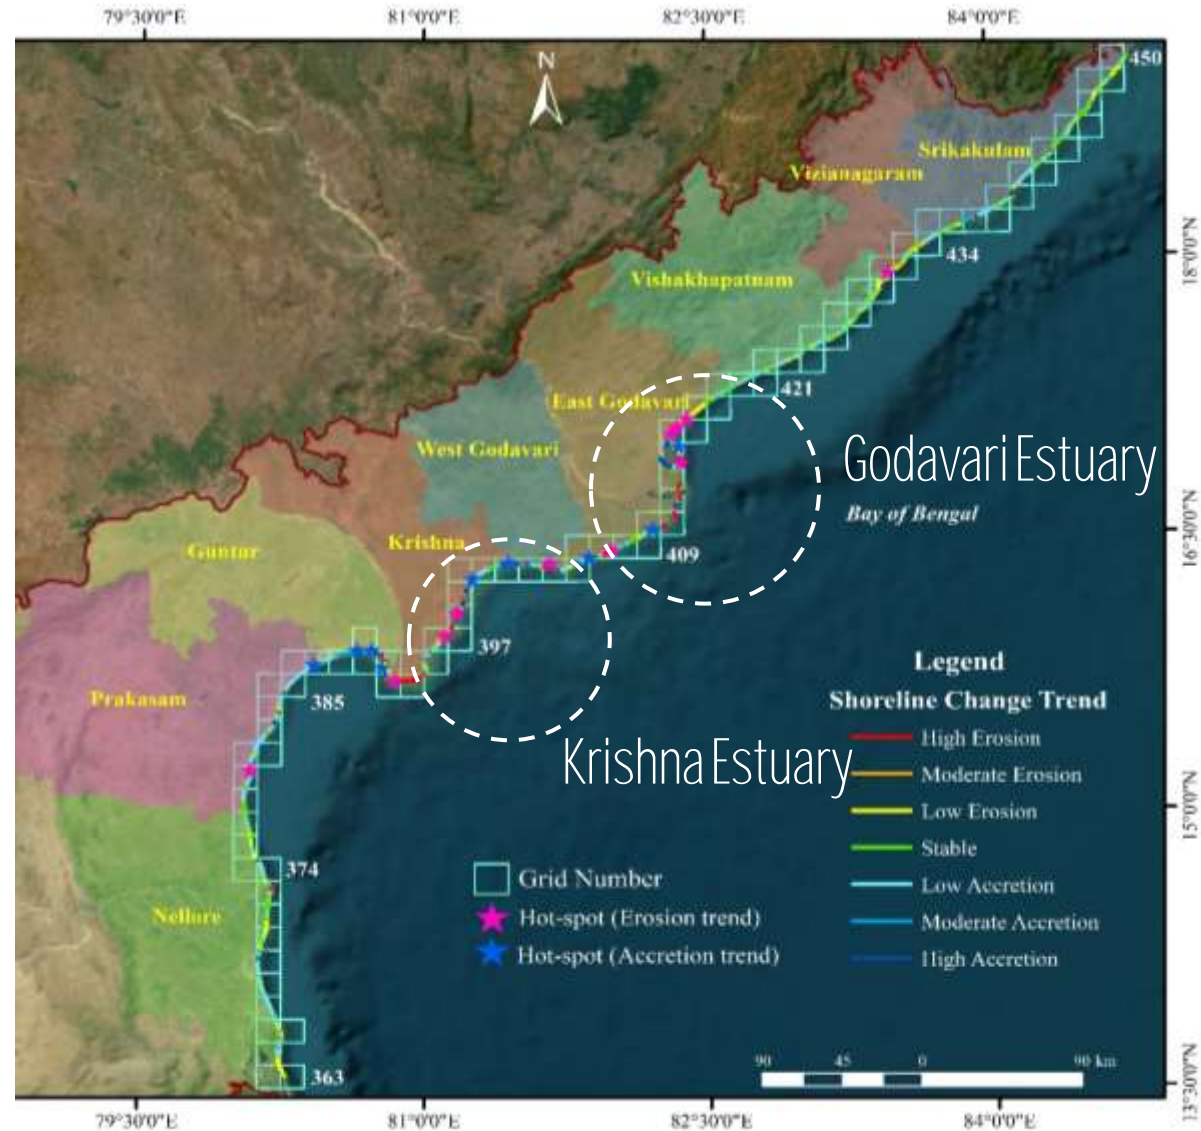 79°30'0"E 81°0'0"E 82°30'0"E 84°0'0"E
N
450
Srikakulam
Vizianagaram
434
18°0'0"N
Vishakhapatnam
421
East Godavari
West Godavari
Godavari Estuary
Bay of Bengal
16°30'0"N
Krishna
409
Guntur
397
Prakasam
385
Krishna Estuary
Legend
Shoreline Change Trend
High Erosion
Moderate Erosion
Low Erosion
Stable
Low Accretion
Moderate Accretion
High Accretion
15°0'0"N
374
Grid Number
Hot-spot (Erosion trend)
Hot-spot (Accretion trend)
Nellore
363
90 45 0 90 km
13°30'0"N
79°30'0"E 81°0'0"E 82°30'0"E 84°0'0"E